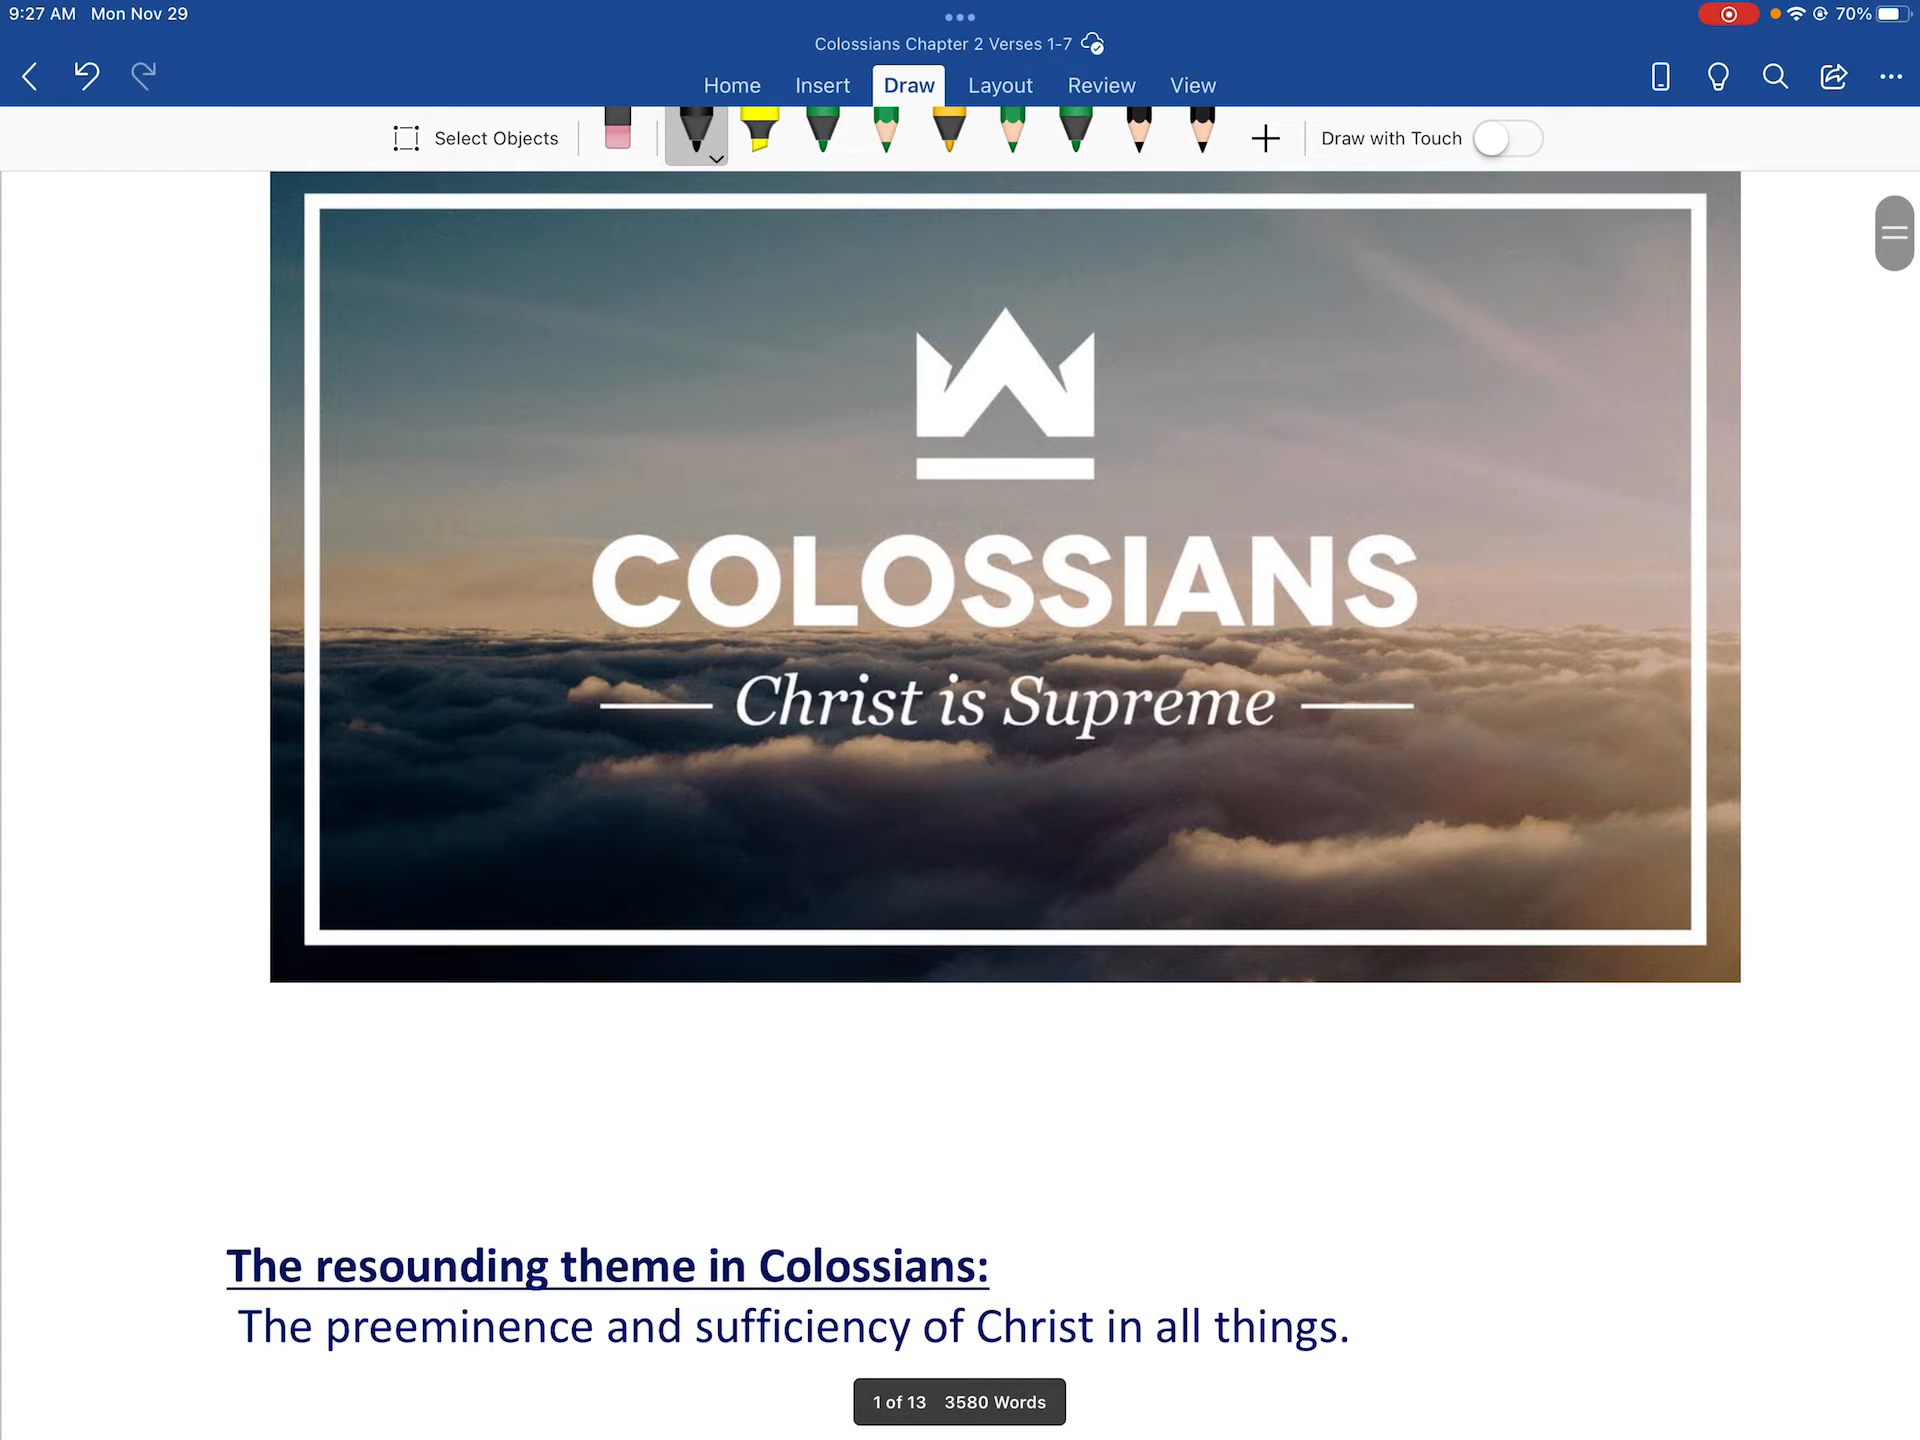 9:27 AM Mon Nov 29
70%
Colossians Chapter 2 Verses 1-7
Home Insert Draw Layout Review View
Select Objects
Draw with Touch
COLOSSIANS
Christ is Supreme
The resounding theme in Colossians:
The preeminence and sufficiency of Christ in all things.
1 of 13 3580 Words